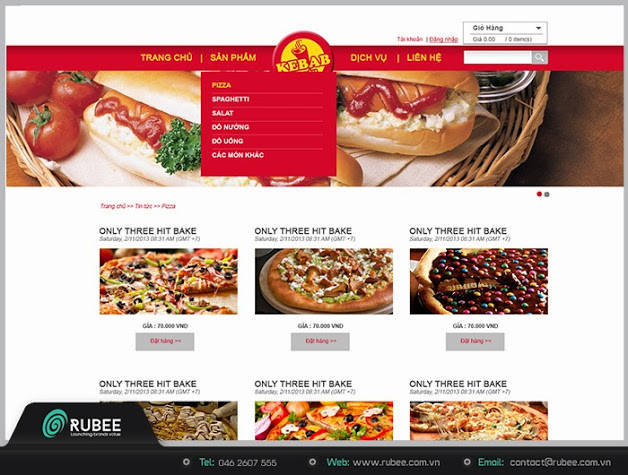 Giỏ Hàng
Tài khoản | Đăng nhập
Giá 0.00 / 0 item(s)
TRANG CHỦ | SẢN PHẨM
KEBAB
DỊCH VỤ | LIÊN HỆ
PIZZA
SPAGHETTI
SALAT
ĐỒ NƯỚNG
ĐỒ UỐNG
CÁC MÓN KHÁC
Trang chủ >> Tin tức >> Pizza
ONLY THREE HIT BAKE
Saturday, 2/11/2013 08:31 AM (GMT +7)
GIÁ : 70.000 VND
Đặt hàng >>
ONLY THREE HIT BAKE
Saturday, 2/11/2013 08:31 AM (GMT +7)
GIÁ : 70.000 VND
Đặt hàng >>
ONLY THREE HIT BAKE
Saturday, 2/11/2013 08:31 AM (GMT +7)
GIÁ : 70.000 VND
Đặt hàng >>
ONLY THREE HIT BAKE
Saturday, 2/11/2013 08:31 AM (GMT +7)
ONLY THREE HIT BAKE
Saturday, 2/11/2013 08:31 AM (GMT +7)
ONLY THREE HIT BAKE
Saturday, 2/11/2013 08:31 AM (GMT +7)
RUBEE
Launching brands value
Tel: 046 2607 555
Web: www.rubee.com.vn
Email: contact@rubee.com.vn